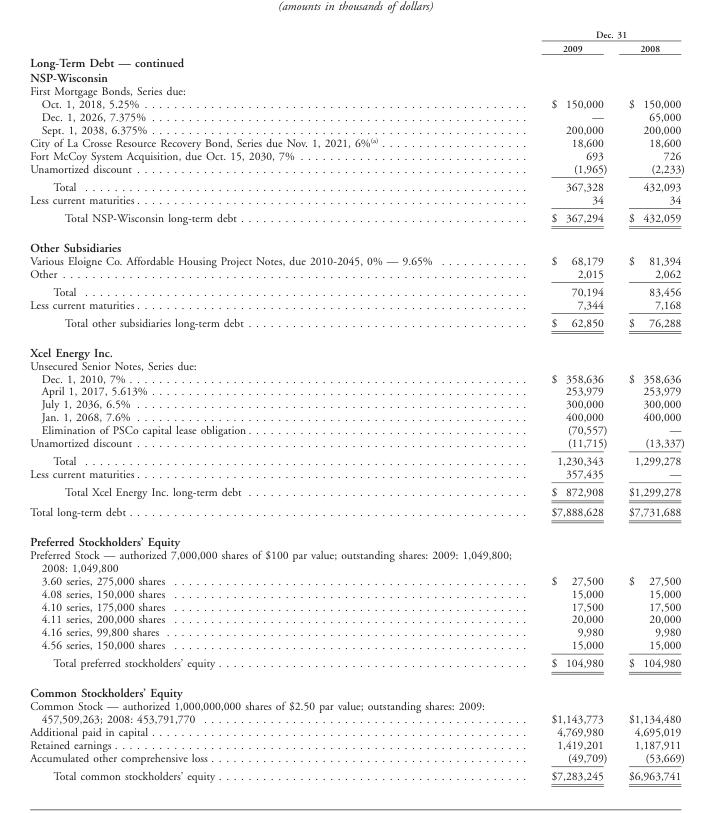 (amounts in thousands of dollars)
Dec. 31
2009 2008
Long-Term Debt — continued
NSP-Wisconsin
First Mortgage Bonds, Series due:
Oct. 1, 2018, 5.25% $ 150,000 $ 150,000
Dec. 1, 2026, 7.375% — 65,000
Sept. 1, 2038, 6.375% 200,000 200,000
City of La Crosse Resource Recovery Bond, Series due Nov. 1, 2021, 6%(a) 18,600 18,600
Fort McCoy System Acquisition, due Oct. 15, 2030, 7% 693 726
Unamortized discount (1,965) (2,233)
Total 367,328 432,093
Less current maturities 34 34
Total NSP-Wisconsin long-term debt $ 367,294 $ 432,059
Other Subsidiaries
Various Eloigne Co. Affordable Housing Project Notes, due 2010-2045, 0% — 9.65% $ 68,179 $ 81,394
Other 2,015 2,062
Total 70,194 83,456
Less current maturities 7,344 7,168
Total other subsidiaries long-term debt $ 62,850 $ 76,288
Xcel Energy Inc.
Unsecured Senior Notes, Series due:
Dec. 1, 2010, 7% $ 358,636 $ 358,636
April 1, 2017, 5.613% 253,979 253,979
July 1, 2036, 6.5% 300,000 300,000
Jan. 1, 2068, 7.6% 400,000 400,000
Elimination of PSCo capital lease obligation (70,557) —
Unamortized discount (11,715) (13,337)
Total 1,230,343 1,299,278
Less current maturities 357,435 —
Total Xcel Energy Inc. long-term debt $ 872,908 $1,299,278
Total long-term debt $7,888,628 $7,731,688
Preferred Stockholders’ Equity
Preferred Stock — authorized 7,000,000 shares of $100 par value; outstanding shares: 2009: 1,049,800;
2008: 1,049,800
3.60 series, 275,000 shares $ 27,500 $ 27,500
4.08 series, 150,000 shares 15,000 15,000
4.10 series, 175,000 shares 17,500 17,500
4.11 series, 200,000 shares 20,000 20,000
4.16 series, 99,800 shares 9,980 9,980
4.56 series, 150,000 shares 15,000 15,000
Total preferred stockholders’ equity $ 104,980 $ 104,980
Common Stockholders’ Equity
Common Stock — authorized 1,000,000,000 shares of $2.50 par value; outstanding shares: 2009:
457,509,263; 2008: 453,791,770 $1,143,773 $1,134,480
Additional paid in capital 4,769,980 4,695,019
Retained earnings 1,419,201 1,187,911
Accumulated other comprehensive loss (49,709) (53,669)
Total common stockholders’ equity $7,283,245 $6,963,741